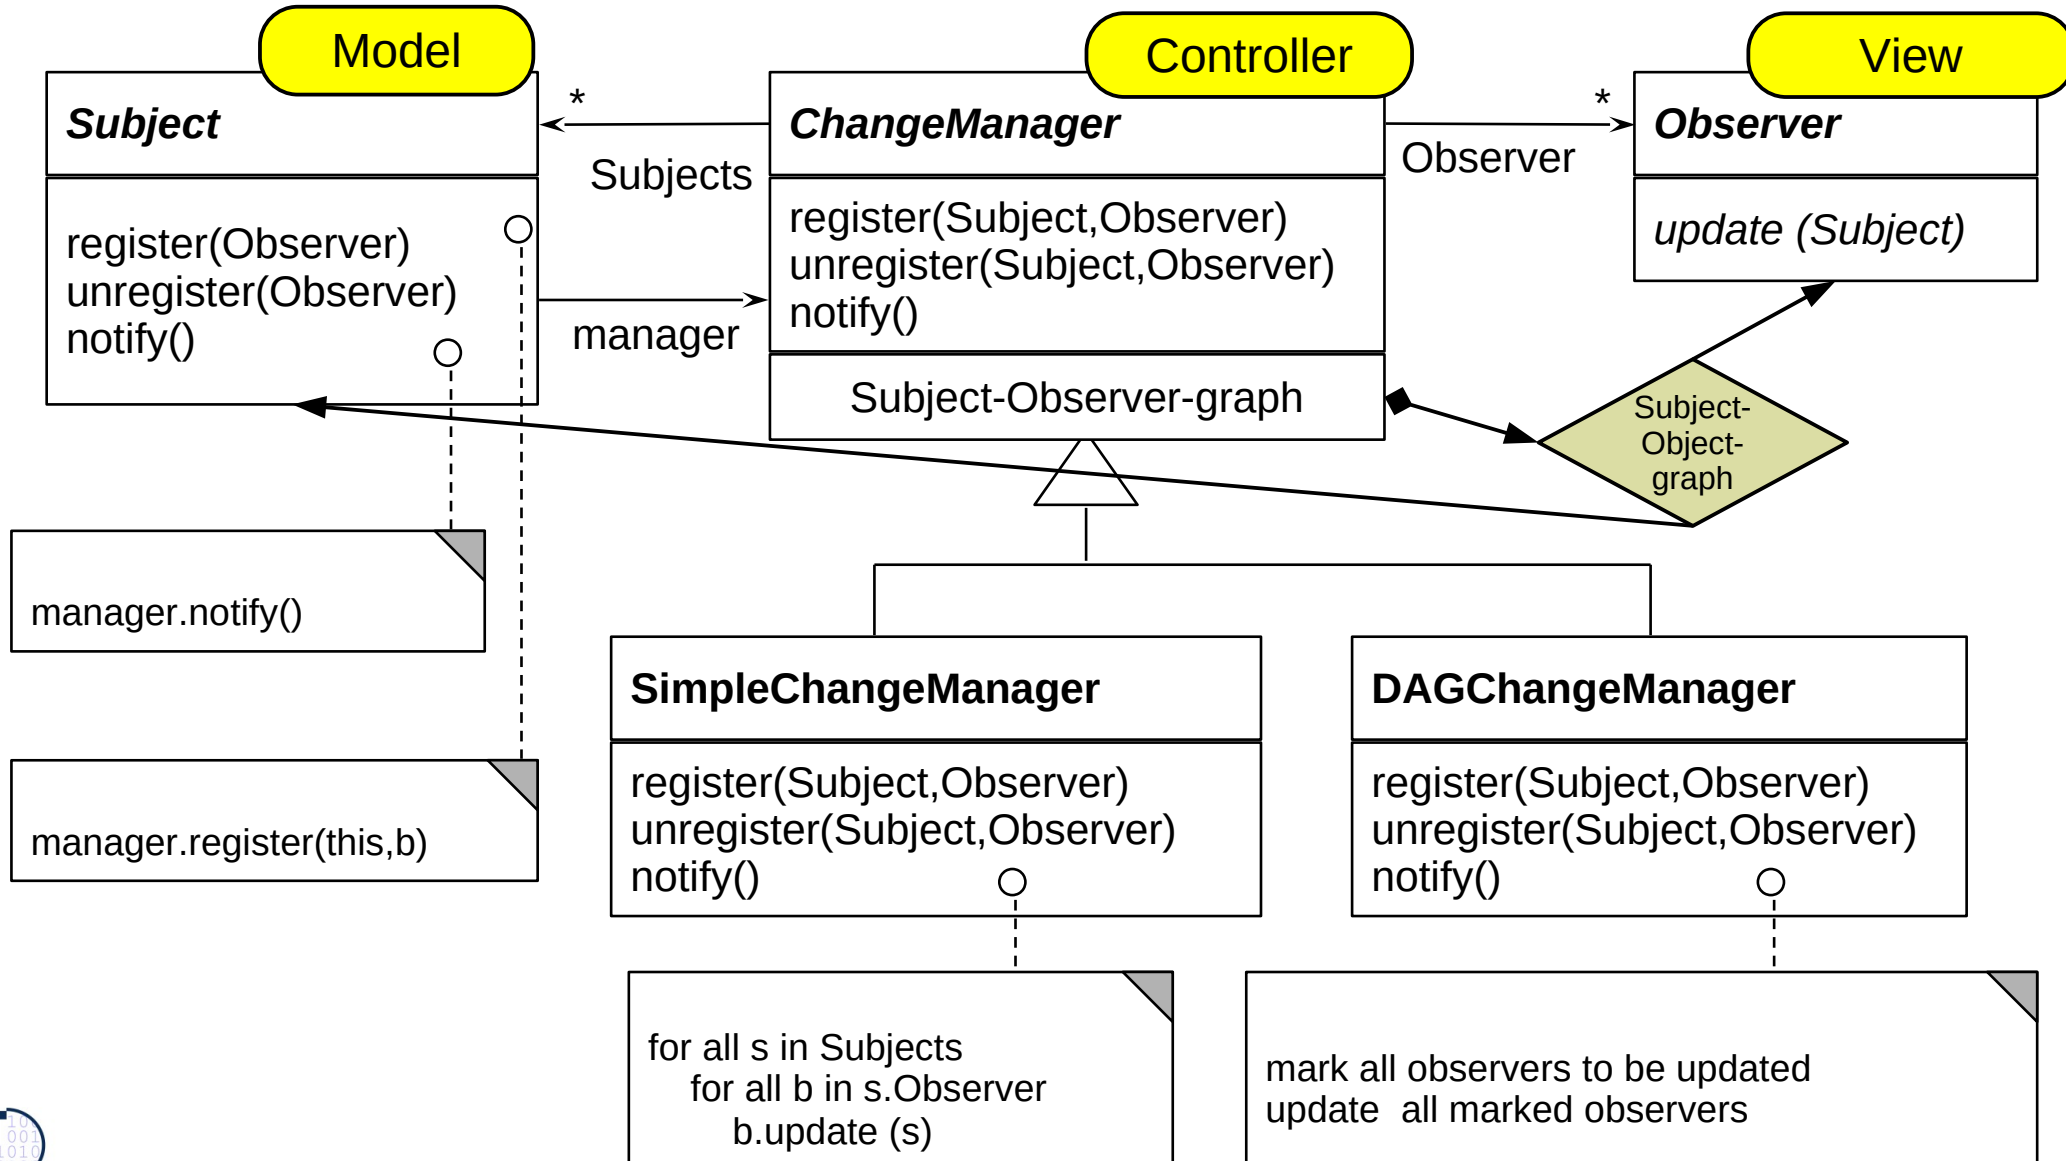 Model
Controller
View
Subject
*
ChangeManager
*
Observer
Subjects
Observer
register(Observer)
unregister(Observer)
notify()
manager
register(Subject,Observer)
unregister(Subject,Observer)
notify()
update (Subject)
Subject-Observer-graph
Subject-
Object-
graph
manager.notify()
manager.register(this,b)
SimpleChangeManager
register(Subject,Observer)
unregister(Subject,Observer)
notify()
DAGChangeManager
register(Subject,Observer)
unregister(Subject,Observer)
notify()
for all s in Subjects
for all b in s.Observer
b.update (s)
mark all observers to be updated
update  all marked observers